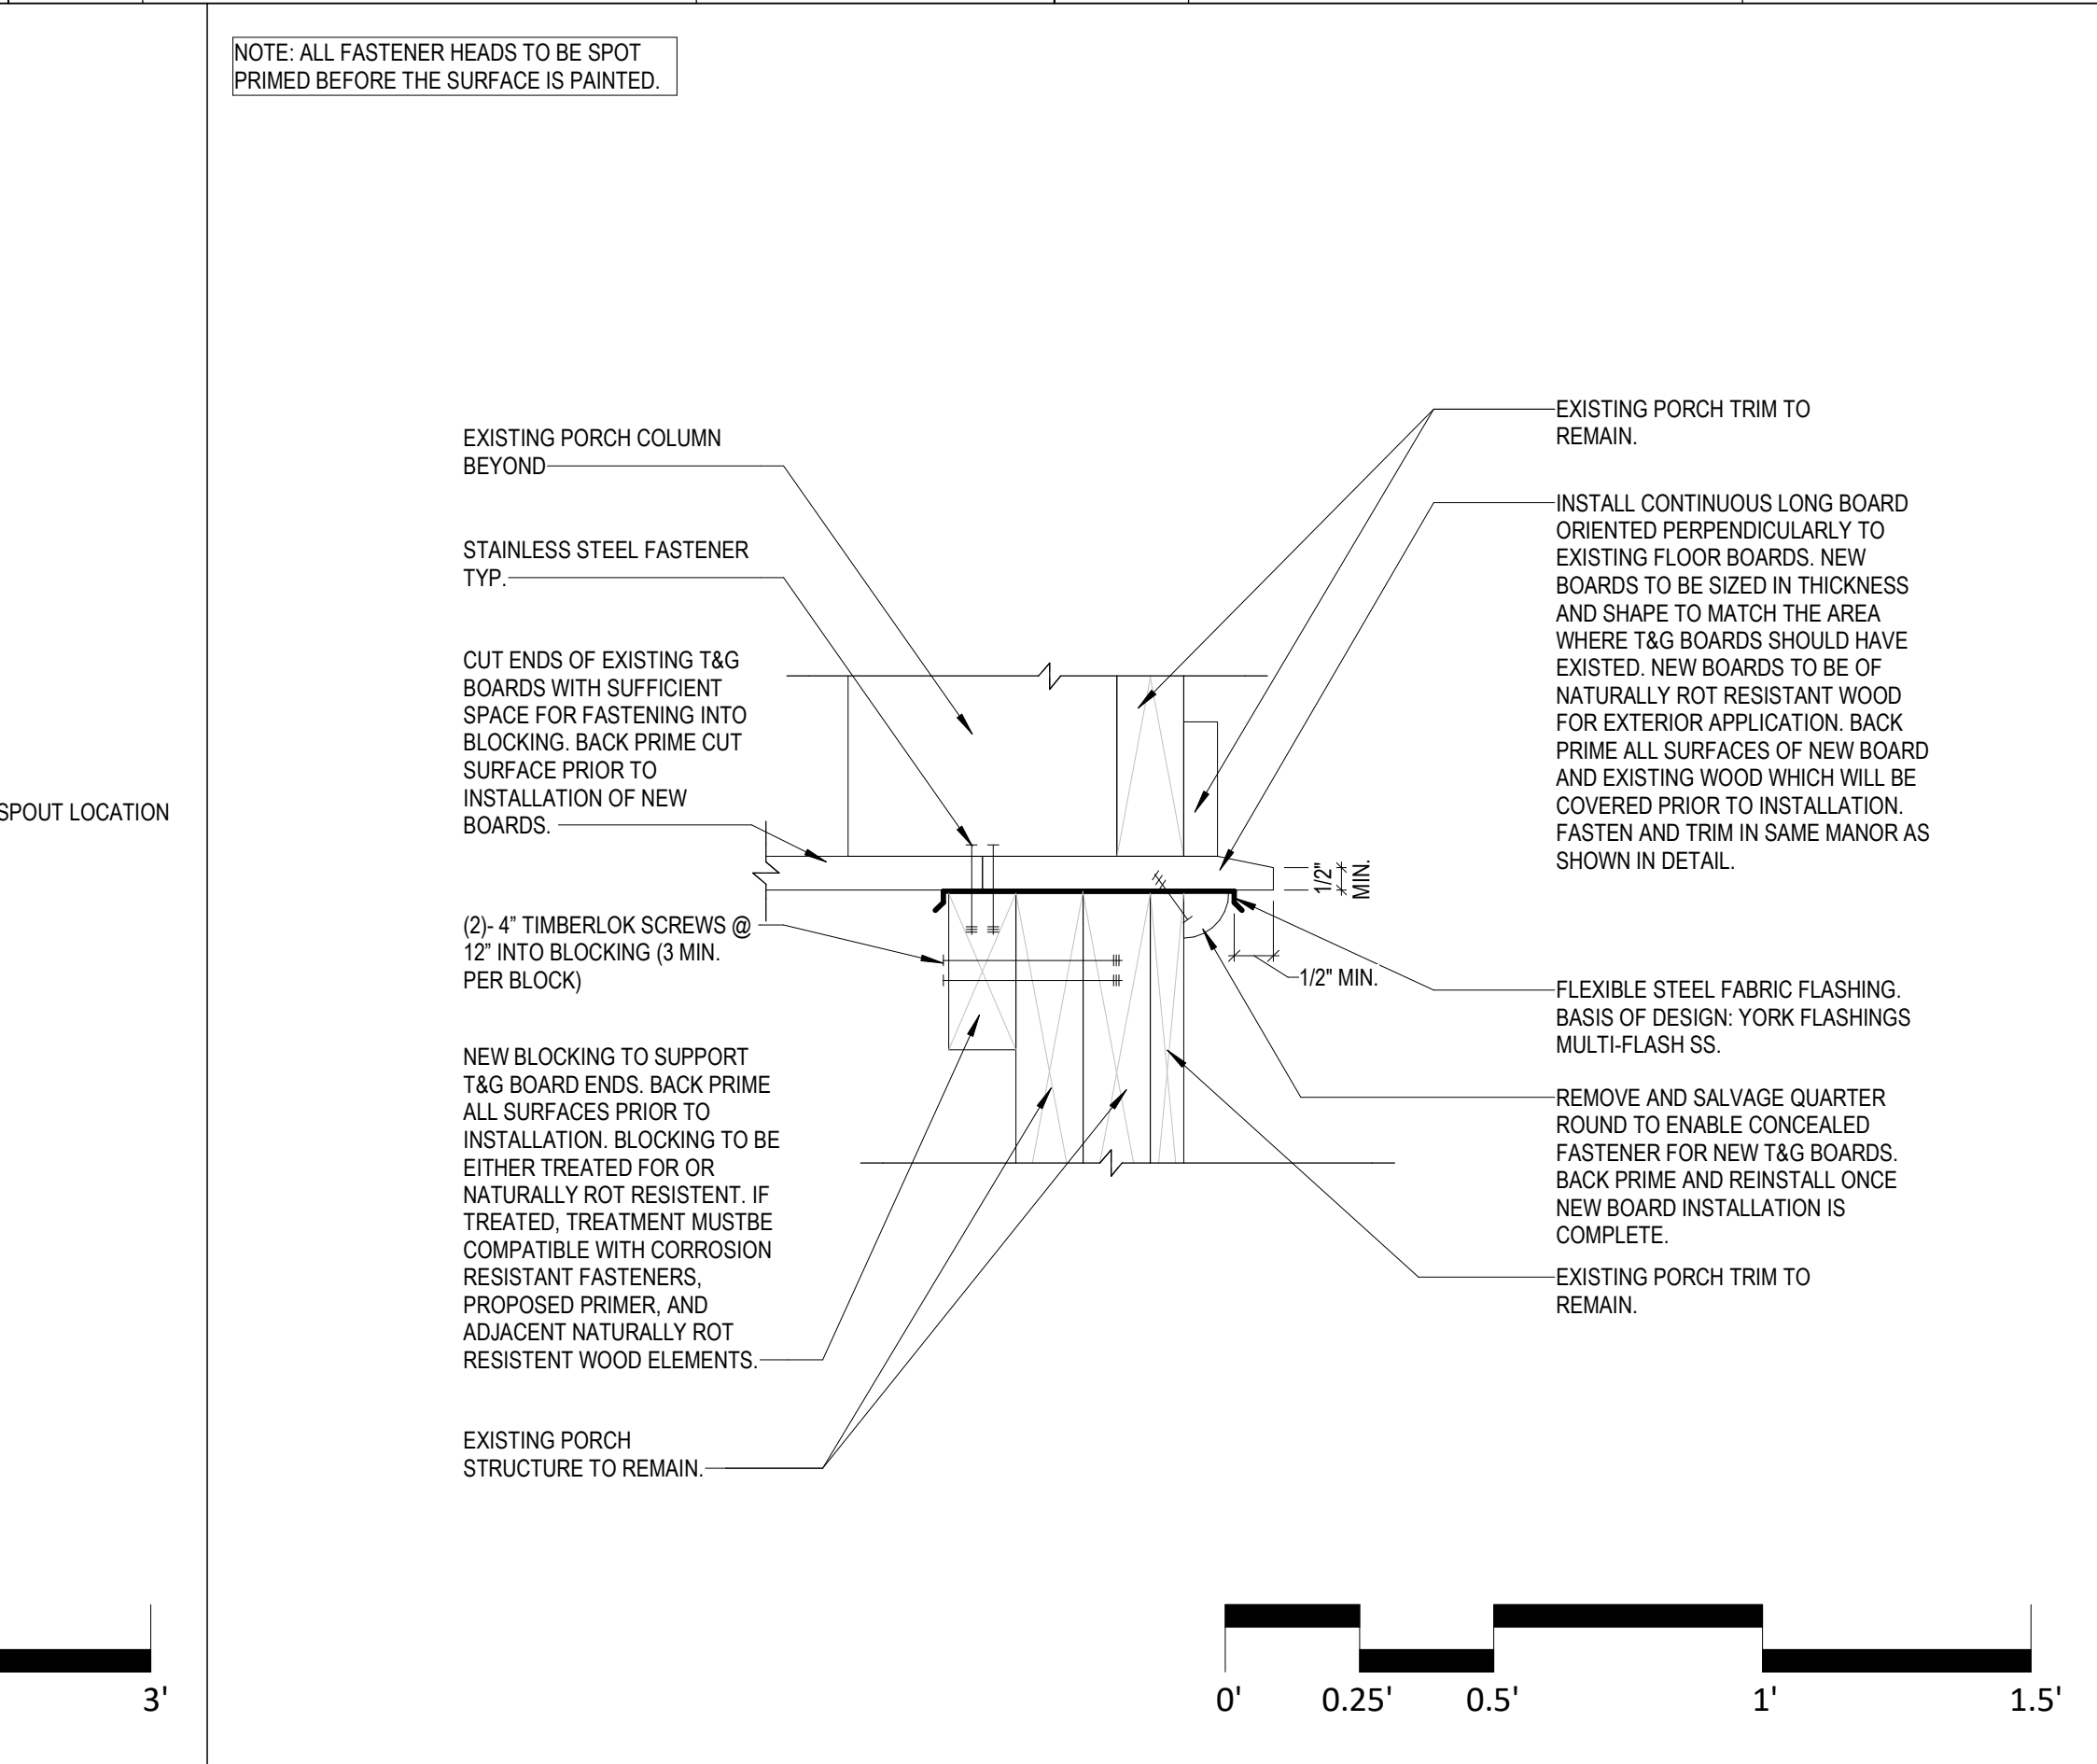 NOTE: ALL FASTENER HEADS TO BE SPOT
PRIMED BEFORE THE SURFACE IS PAINTED.
EXISTING PORCH COLUMN
BEYOND
STAINLESS STEEL FASTENER
TYP.
CUT ENDS OF EXISTING T&G
BOARDS WITH SUFFICIENT
SPACE FOR FASTENING INTO
BLOCKING. BACK PRIME CUT
SURFACE PRIOR TO
INSTALLATION OF NEW
BOARDS.
SPOUT LOCATION
(2)- 4” TIMBERLOK SCREWS @
12” INTO BLOCKING (3 MIN.
PER BLOCK)
NEW BLOCKING TO SUPPORT
T&G BOARD ENDS. BACK PRIME
ALL SURFACES PRIOR TO
INSTALLATION. BLOCKING TO BE
EITHER TREATED FOR OR
NATURALLY ROT RESISTENT. IF
TREATED, TREATMENT MUSTBE
COMPATIBLE WITH CORROSION
RESISTANT FASTENERS,
PROPOSED PRIMER, AND
ADJACENT NATURALLY ROT
RESISTENT WOOD ELEMENTS.
EXISTING PORCH
STRUCTURE TO REMAIN.
EXISTING PORCH TRIM TO
REMAIN.
INSTALL CONTINUOUS LONG BOARD
ORIENTED PERPENDICULARLY TO
EXISTING FLOOR BOARDS. NEW
BOARDS TO BE SIZED IN THICKNESS
AND SHAPE TO MATCH THE AREA
WHERE T&G BOARDS SHOULD HAVE
EXISTED. NEW BOARDS TO BE OF
NATURALLY ROT RESISTANT WOOD
FOR EXTERIOR APPLICATION. BACK
PRIME ALL SURFACES OF NEW BOARD
AND EXISTING WOOD WHICH WILL BE
COVERED PRIOR TO INSTALLATION.
FASTEN AND TRIM IN SAME MANOR AS
SHOWN IN DETAIL.
1/2"
MIN.
1/2" MIN.
FLEXIBLE STEEL FABRIC FLASHING.
BASIS OF DESIGN: YORK FLASHINGS
MULTI-FLASH SS.
REMOVE AND SALVAGE QUARTER
ROUND TO ENABLE CONCEALED
FASTENER FOR NEW T&G BOARDS.
BACK PRIME AND REINSTALL ONCE
NEW BOARD INSTALLATION IS
COMPLETE.
EXISTING PORCH TRIM TO
REMAIN.
3'
0' 0.25' 0.5' 1' 1.5'